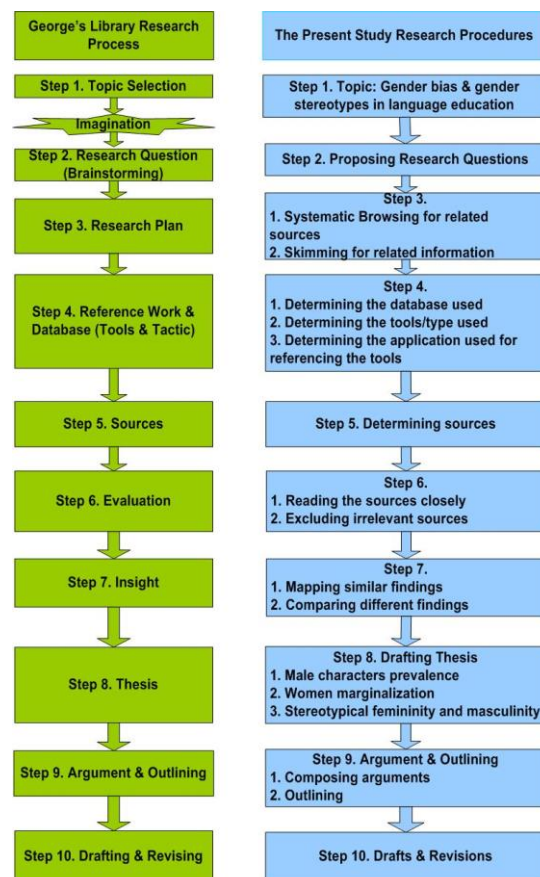 George's Library Research
Process
Step 1. Topic Selection
Imagination
Step 2. Research Question
(Brainstorming)
Step 3. Research Plan
Step 4. Reference Work &
Database (Tools & Tactic)
Step 5. Sources
Step 6. Evaluation
Step 7. Insight
Step 8. Thesis
Step 9. Argument & Outlining
Step 10. Drafting & Revising
The Present Study Research Procedures
Step 1. Topic: Gender bias & gender
stereotypes in language education
Step 2. Proposing Research Questions
Step 3.
1. Systematic Browsing for related
sources
2. Skimming for related information
Step 4.
1. Determining the database used
2. Determining the tools/type used
3. Determining the application used for
referencing the tools
Step 5. Determining sources
Step 6.
1. Reading the sources closely
2. Excluding irrelevant sources
Step 7.
1. Mapping similar findings
2. Comparing different findings
Step 8. Drafting Thesis
1. Male characters prevalence
2. Women marginalization
3. Stereotypical femininity and masculinity
Step 9. Argument & Outlining
1. Composing arguments
2. Outlining
Step 10. Drafts & Revisions